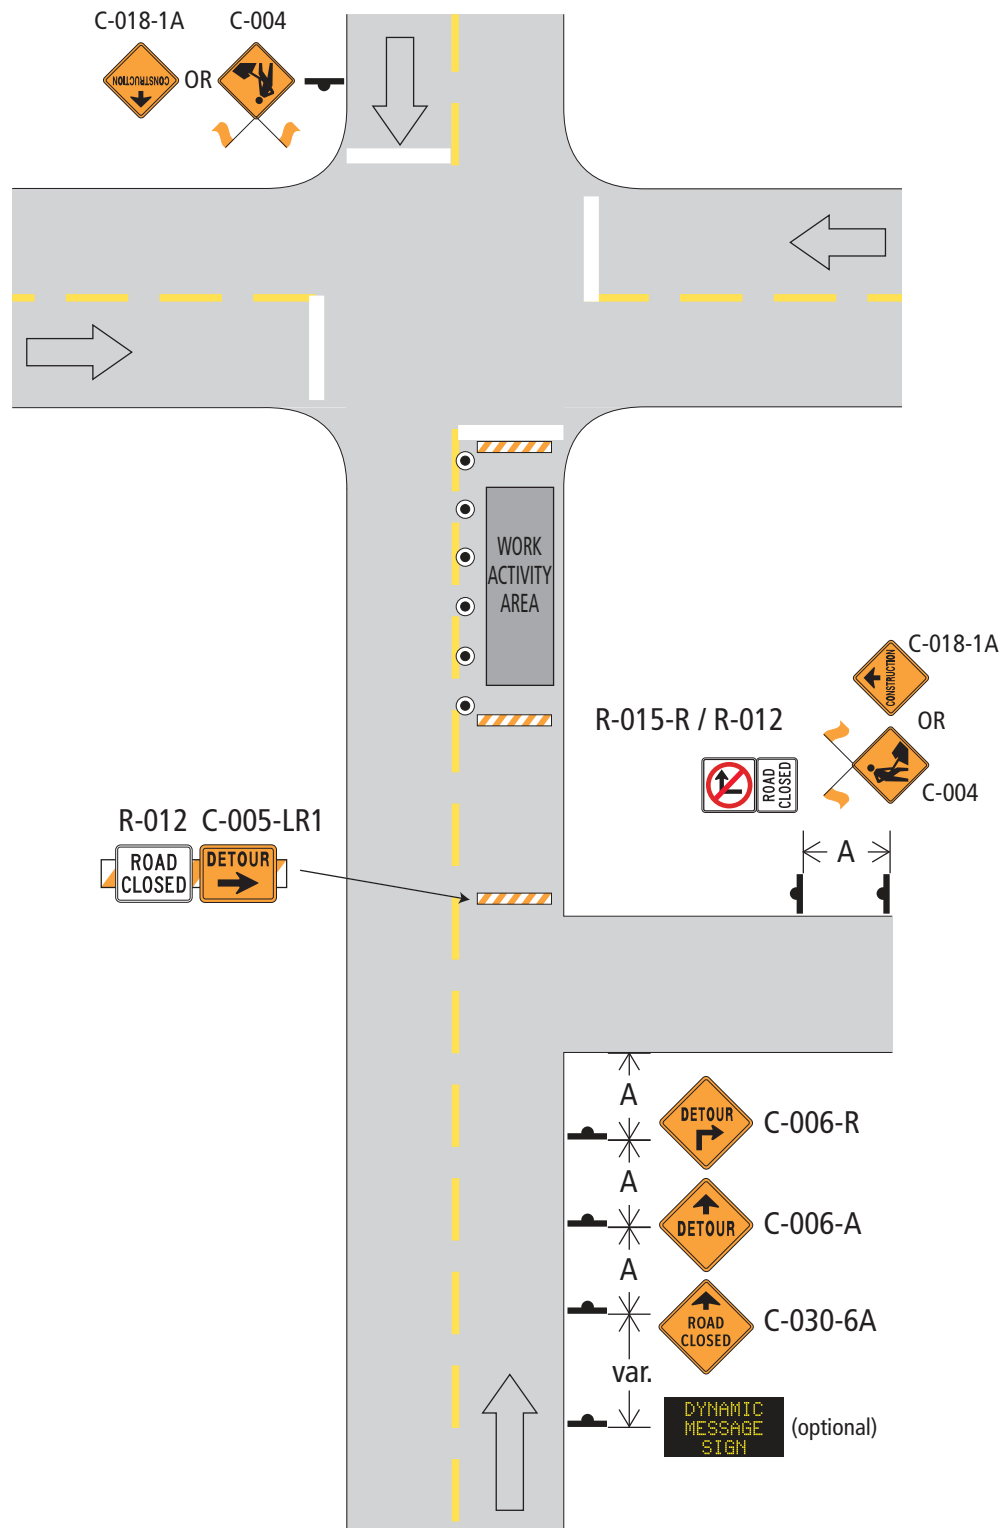 C-018-1A C-004
CONSTRUCTION OR
WORK
ACTIVITY
AREA
C-018-1A
CONSTRUCTION
OR
C-004
R-015-R / R-012
ROAD
CLOSED
A
R-012 C-005-LR1
ROAD
CLOSED
DETOUR
A
DETOUR
C-006-R
A
DETOUR
C-006-A
A
ROAD
CLOSED
C-030-6A
var.
DYNAMIC
MESSAGE
SIGN
(optional)